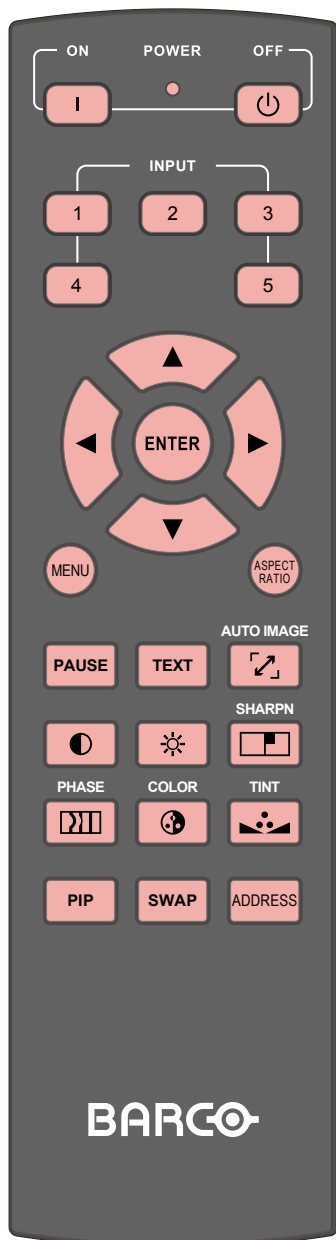 ON POWER OFF
I
INPUT
1 2 3
4 5
ENTER
MENU ASPECT
RATIO
AUTO IMAGE
PAUSE TEXT
SHARPN
PHASE COLOR TINT
PIP SWAP ADDRESS
BARCO